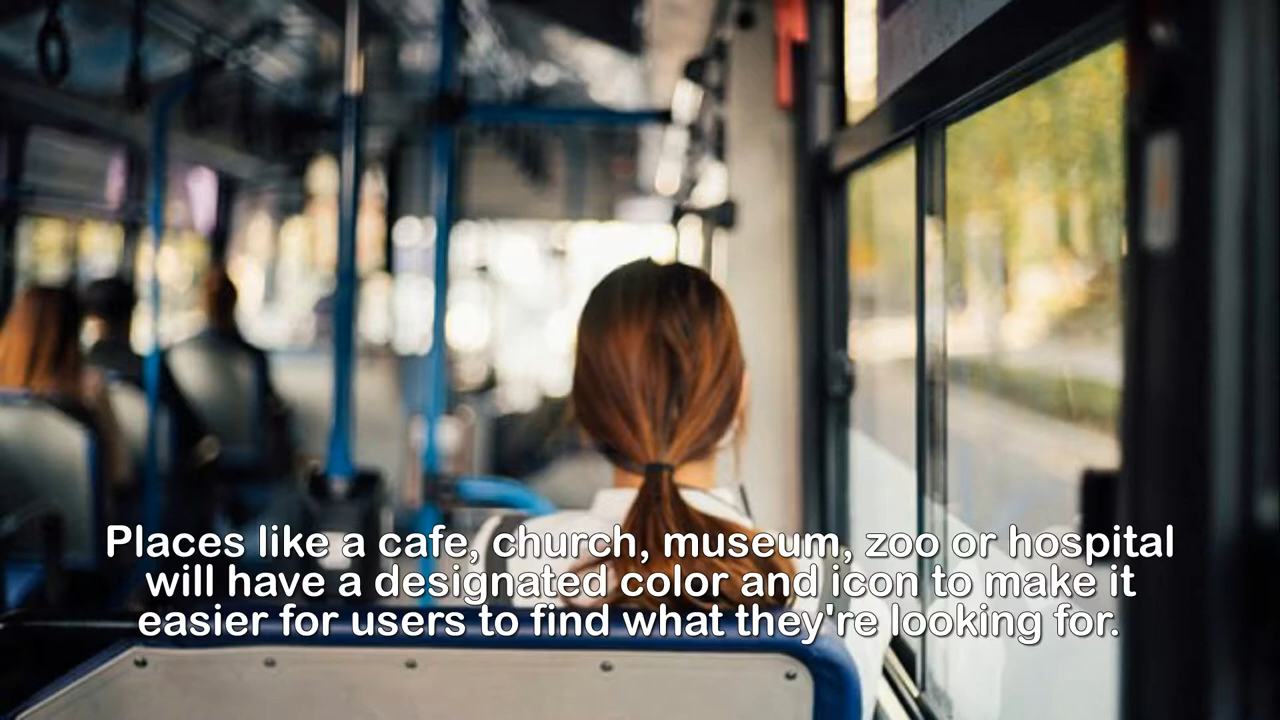 Places like a cafe, church, museum, zoo or hospital
will have a designated color and icon to make it
easier for users to find what they're looking for.